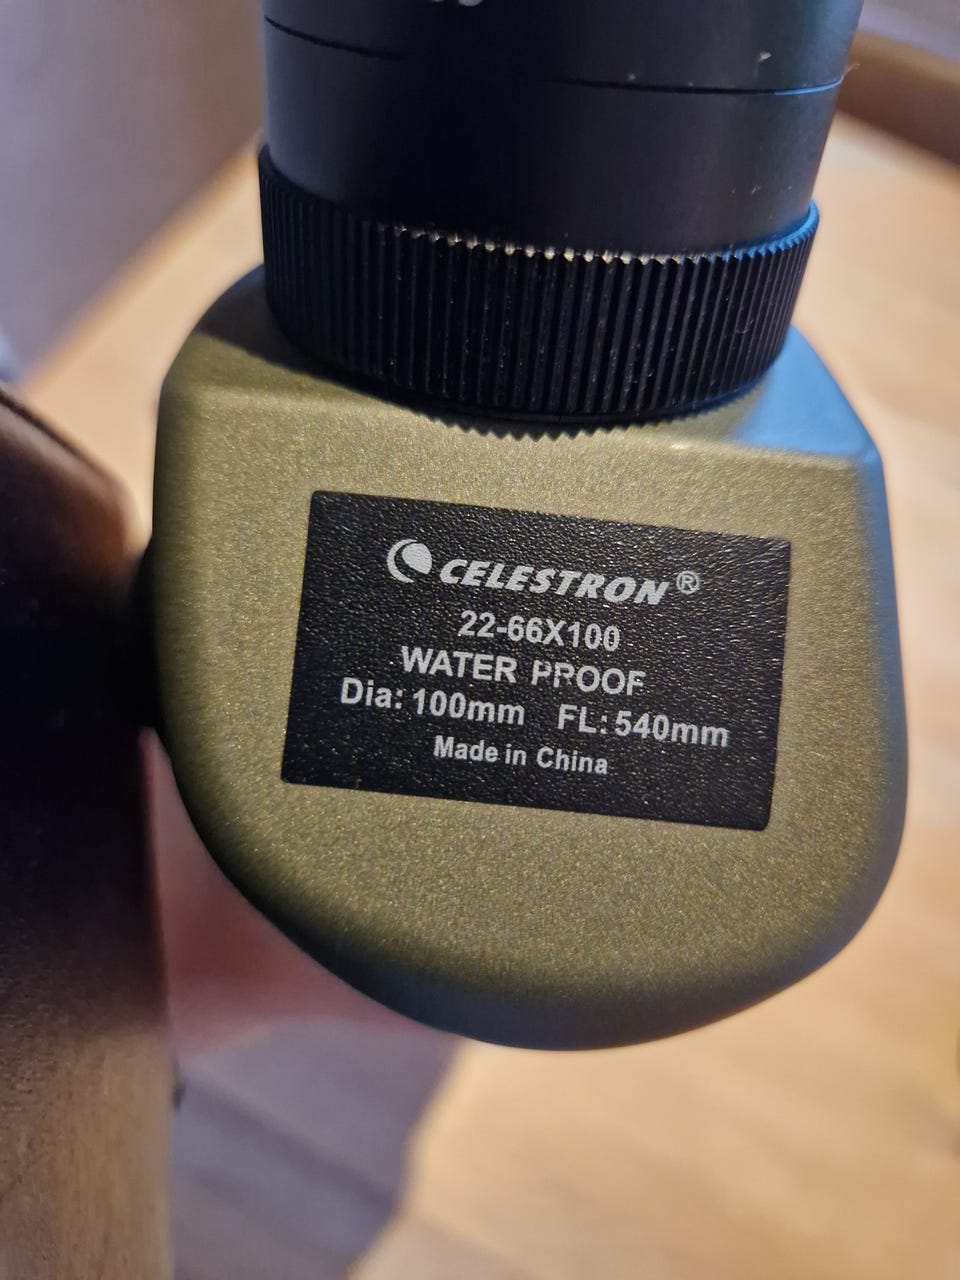 CELESTRON®
22-66X100
WATER PROOF
Dia: 100mm FL: 540mm
Made in China